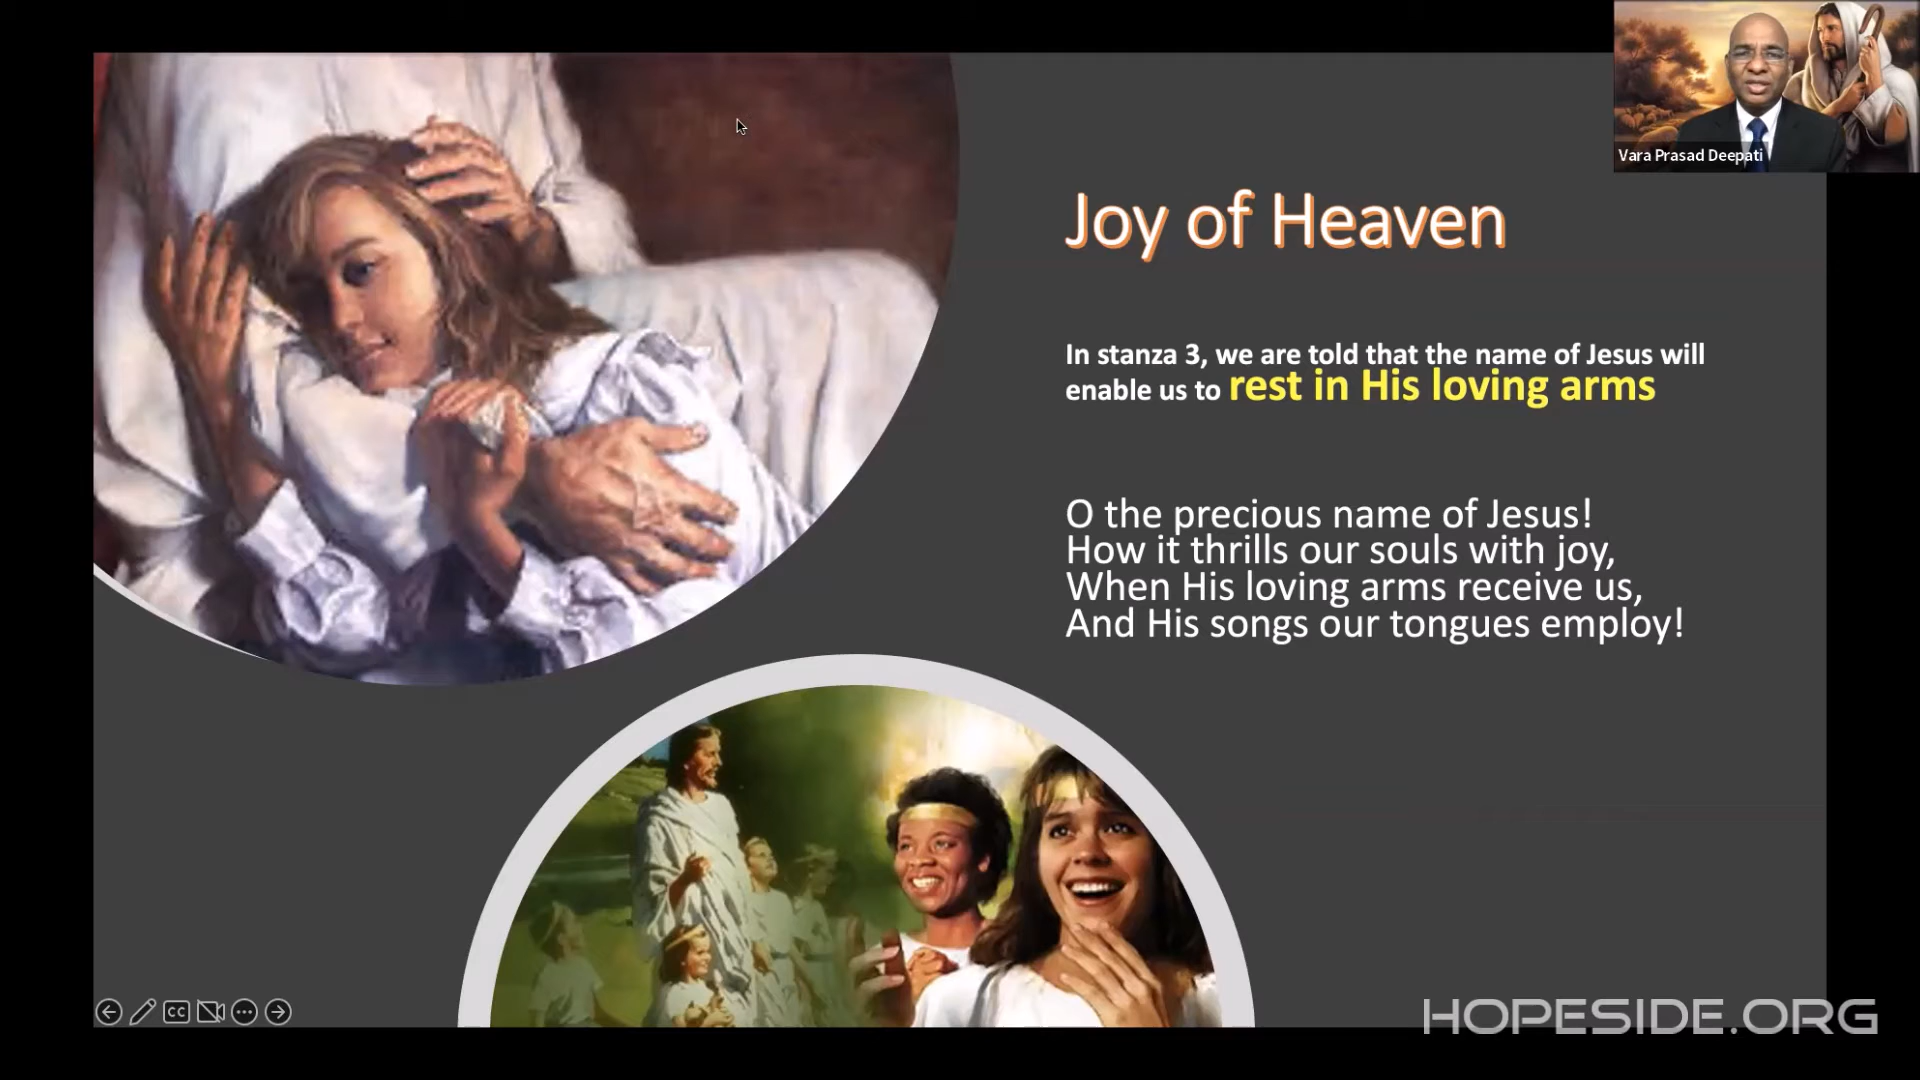 Vara Prasad Deepati
Joy of Heaven
In stanza 3, we are told that the name of Jesus will
enable us to rest in His loving arms
O the precious name of Jesus!
How it thrills our souls with joy,
When His loving arms receive us,
And His songs our tongues employ!
CC
HOPESIDE.ORG